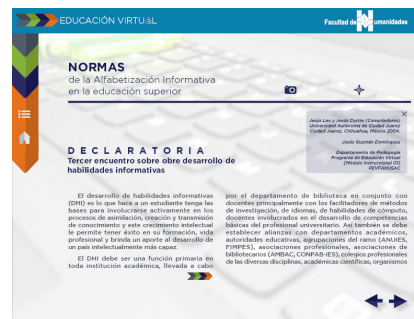 EDUCACIÓN VIRTUAL
Facultad de Humanidades
NORMAS
de la Alfabetización Informativa
en la educación superior
Jesús Lau y Jesús Cortés (Compiladores)
Universidad Autónoma de Ciudad Juarez
Ciudad Juarez, Chihuahua, México 2004.
Jesús Guzmán Domínguez
Departamento de Pedagogía
Programa de Educación Virtual
[Módulo Instruccional 01]
PEVFAHUSAC
DECLARATORIA
Tercer encuentro sobre obre desarrollo de
habilidades informativas
El desarrollo de habilidades informativas
(DHI) es lo que hace a un estudiante tenga las
bases para involucrarse activamente en los
procesos de asimilación, creación y transmisión
de conocimiento y este crecimiento intelectual
le permite tener éxito en su formación, vida
profesional y brinda un aporte al desarrollo de
un país intelectualmente más capaz.
El DHI debe ser una función primaria en
toda institución académica, llevada a cabo
por el departamento de biblioteca en conjunto con
docentes principalmente con los facilitadores de métodos
de investigación, de idiomas, de habilidades de cómputo,
docentes involucrados en el desarrollo de competencias
básicas del profesional universitario. Así también se debe
establecer alianzas con departamentos académicos,
autoridades educativas, agrupaciones del ramo (ANUIES,
FIMPES), asociaciones profesionales, asociaciones de
bibliotecarios (AMBAC, CONPAB-IES), colegios profesionales
de las diversas disciplinas, académicas científicas, organismos